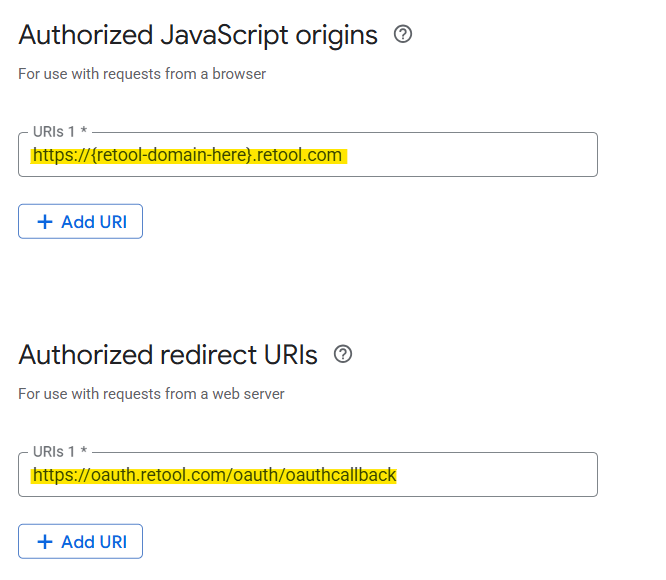 Authorized JavaScript origins
For use with requests from a browser
URIs 1 *
https://{retool-domain-here}.retool.com
+ Add URI
Authorized redirect URIs
For use with requests from a web server
URIs 1 *
https://oauth.retool.com/oauth/oauthcallback
+ Add URI